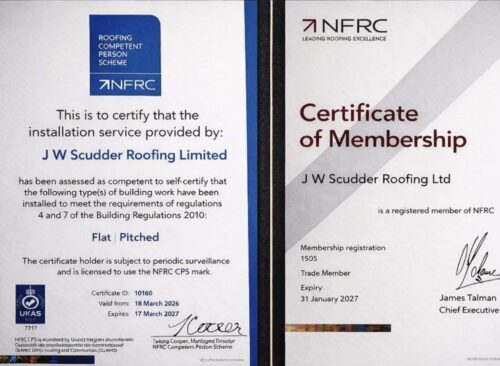 ROOFING
COMPETENT
PERSON
SCHEME
NFRC
This is to certify that the
installation service provided by:
J W Scudder Roofing Limited
has been assessed as competent to self-certify that
the following type(s) of building work have been
installed to meet the requirements of regulations
4 and 7 of the Building Regulations 2010:
Flat | Pitched
The certificate holder is subject to periodic surveillance
and is licensed to use the NFRC CPS mark.
Certificate ID: 10160
Valid from: 18 March 2026
Expires: 17 March 2027
UKAS
7717
Cooper, Managing Director
NFRC Competent Person Scheme
NFRC
LEADING ROOFING EXCELLENCE
Certificate
of Membership
J W Scudder Roofing Ltd
is a registered member of NFRC
Membership registration
1505
Trade Member
Expiry
31 January 2027
James Talman
Chief Executive